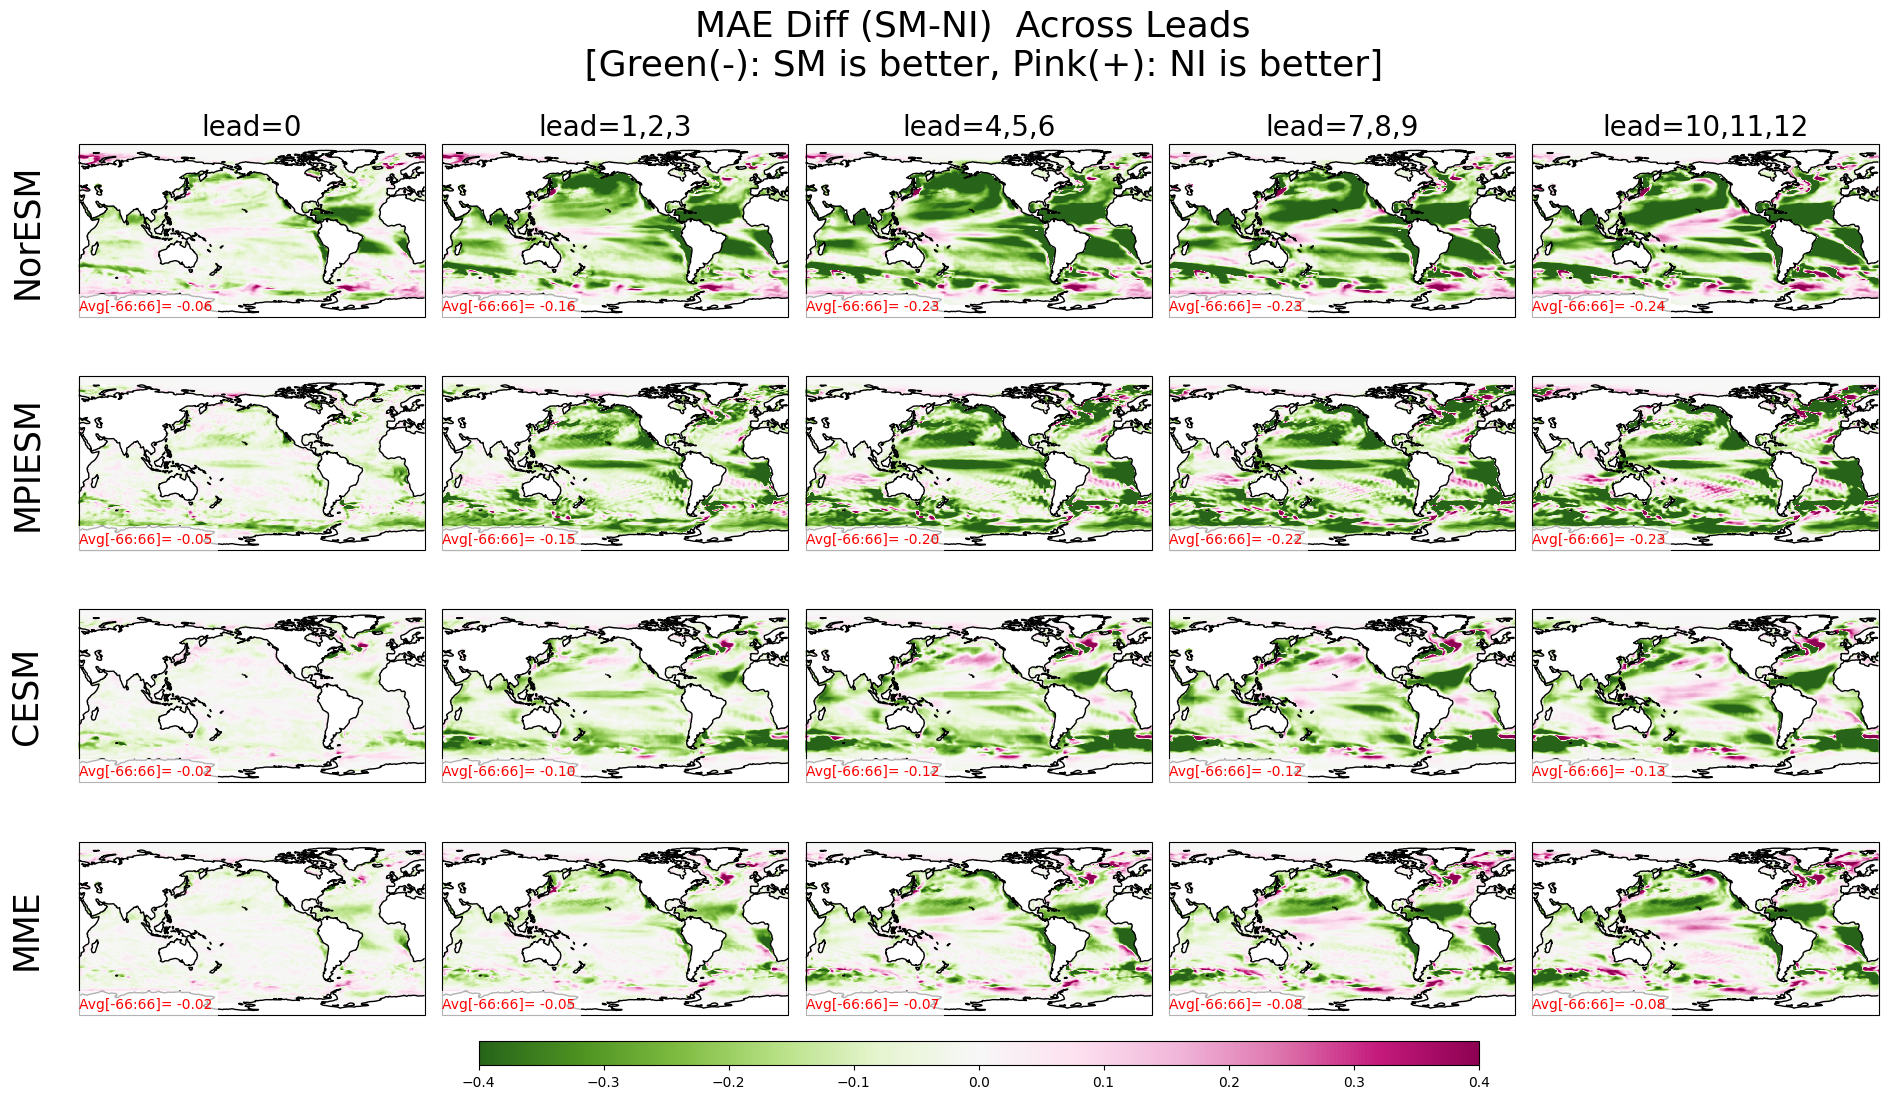 MAE Diff (SM-NI)  Across Leads
[Green(-): SM is better, Pink(+): NI is better]
lead=0 lead=1,2,3 lead=4,5,6 lead=7,8,9 lead=10,11,12
NorESM
Avg[-66:66]= -0.06 Avg[-66:66]= -0.16 Avg[-66:66]= -0.23 Avg[-66:66]= -0.23 Avg[-66:66]= -0.24
MPIESM
Avg[-66:66]= -0.05 Avg[-66:66]= -0.15 Avg[-66:66]= -0.20 Avg[-66:66]= -0.22 Avg[-66:66]= -0.23
CESM
Avg[-66:66]= -0.02 Avg[-66:66]= -0.10 Avg[-66:66]= -0.12 Avg[-66:66]= -0.12 Avg[-66:66]= -0.13
MME
Avg[-66:66]= -0.02 Avg[-66:66]= -0.05 Avg[-66:66]= -0.07 Avg[-66:66]= -0.08 Avg[-66:66]= -0.08
−0.4 −0.3 −0.2 −0.1 0.0 0.1 0.2 0.3 0.4